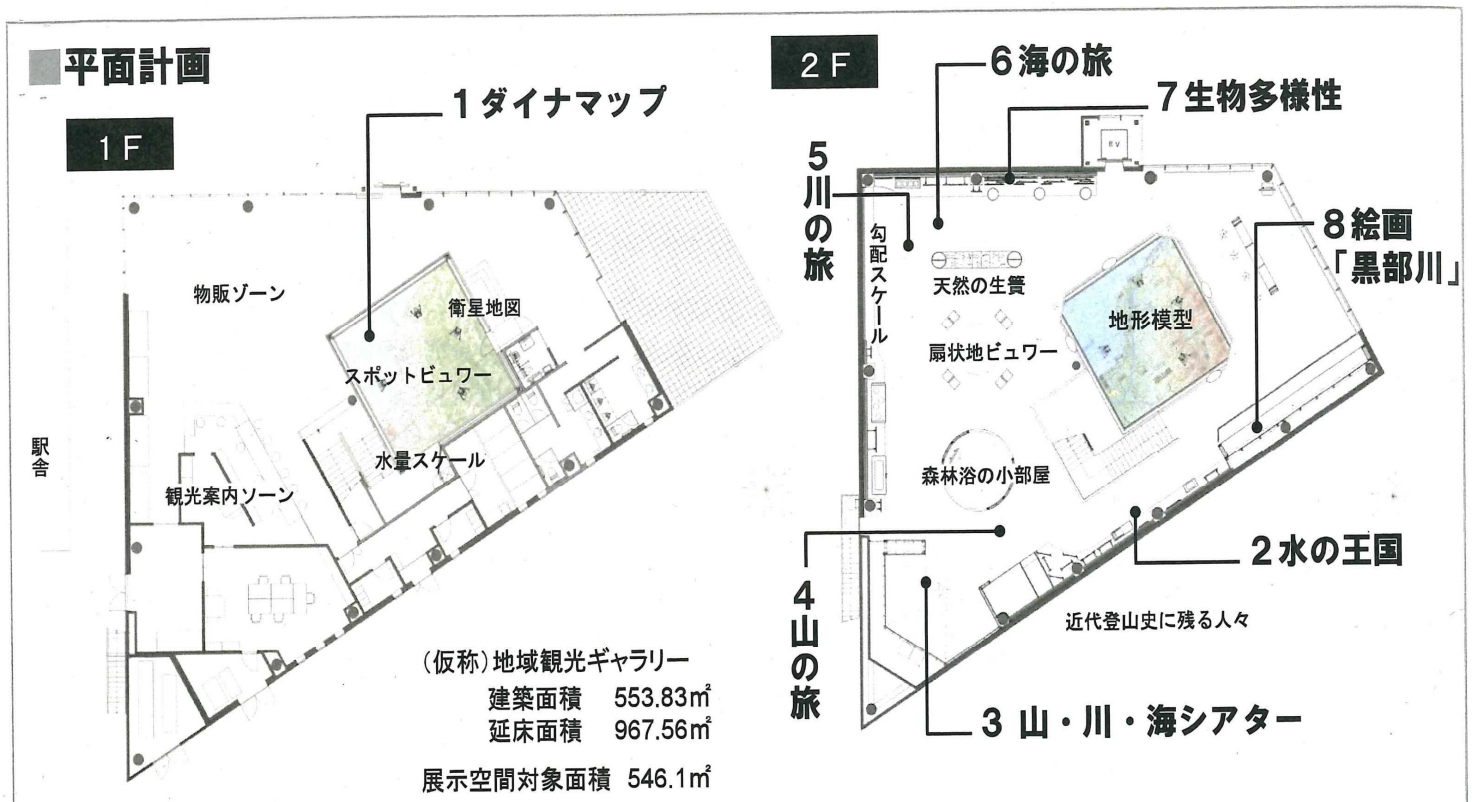 ■平面計画
1F
1ダイナマップ
物販ゾーン
衛星地図
スポットビュワー
水量スケール
駅舎
観光案内ゾーン
(仮称)地域観光ギャラリー
建築面積 553.83㎡
延床面積 967.56㎡
展示空間対象面積 546.1㎡
2F
6海の旅
7生物多様性
EV
5川の旅
勾配スケール
8絵画
「黒部川」
天然の生簀
地形模型
扇状地ビュワー
森林浴の小部屋
2水の王国
4山の旅
近代登山史に残る人々
3 山・川・海シアター